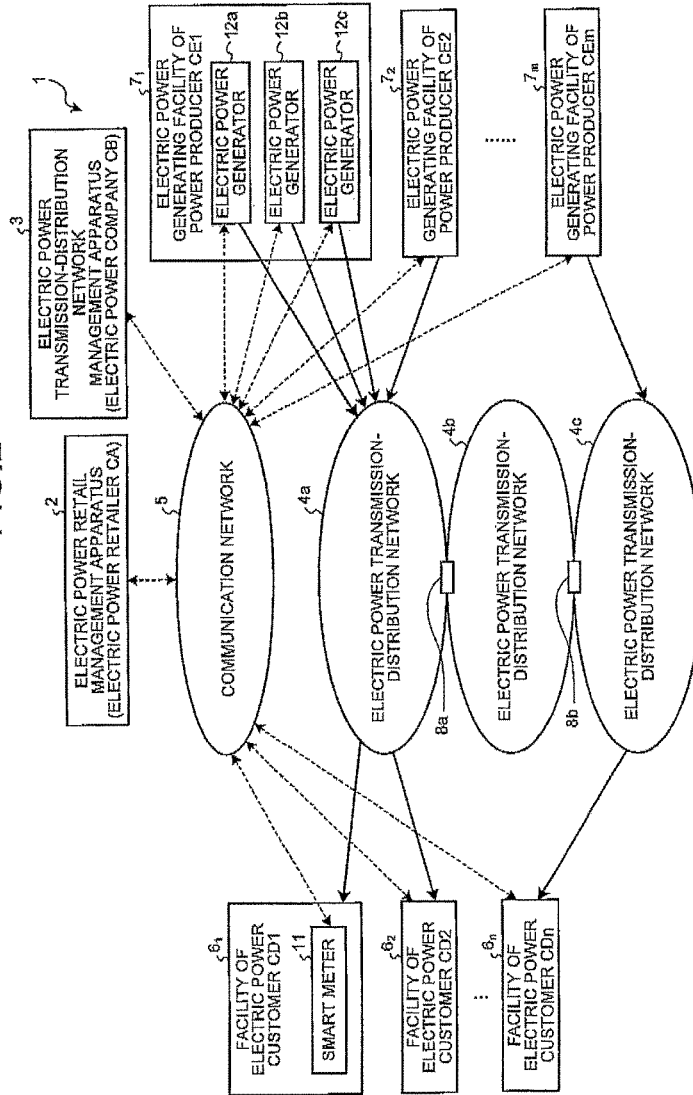 1
2
ELECTRIC POWER RETAIL
MANAGEMENT APPARATUS
(ELECTRIC POWER RETAILER CA)
3
ELECTRIC POWER
TRANSMISSION-DISTRIBUTION
NETWORK
MANAGEMENT APPARATUS
(ELECTRIC POWER COMPANY CB)
5
COMMUNICATION NETWORK
6₁
FACILITY OF
ELECTRIC POWER
CUSTOMER CD1
11
SMART METER
6₂
FACILITY OF
ELECTRIC POWER
CUSTOMER CD2
...
6n
FACILITY OF
ELECTRIC POWER
CUSTOMER CDn
4a
ELECTRIC POWER TRANSMISSION-
DISTRIBUTION NETWORK
8a
4b
ELECTRIC POWER TRANSMISSION-
DISTRIBUTION NETWORK
8b
4c
ELECTRIC POWER TRANSMISSION-
DISTRIBUTION NETWORK
7₁
ELECTRIC POWER
GENERATING FACILITY OF
POWER PRODUCER CE1
12a
ELECTRIC POWER
GENERATOR
12b
ELECTRIC POWER
GENERATOR
12c
ELECTRIC POWER
GENERATOR
7₂
ELECTRIC POWER
GENERATING FACILITY OF
POWER PRODUCER CE2
......
7m
ELECTRIC POWER
GENERATING FACILITY OF
POWER PRODUCER CEm